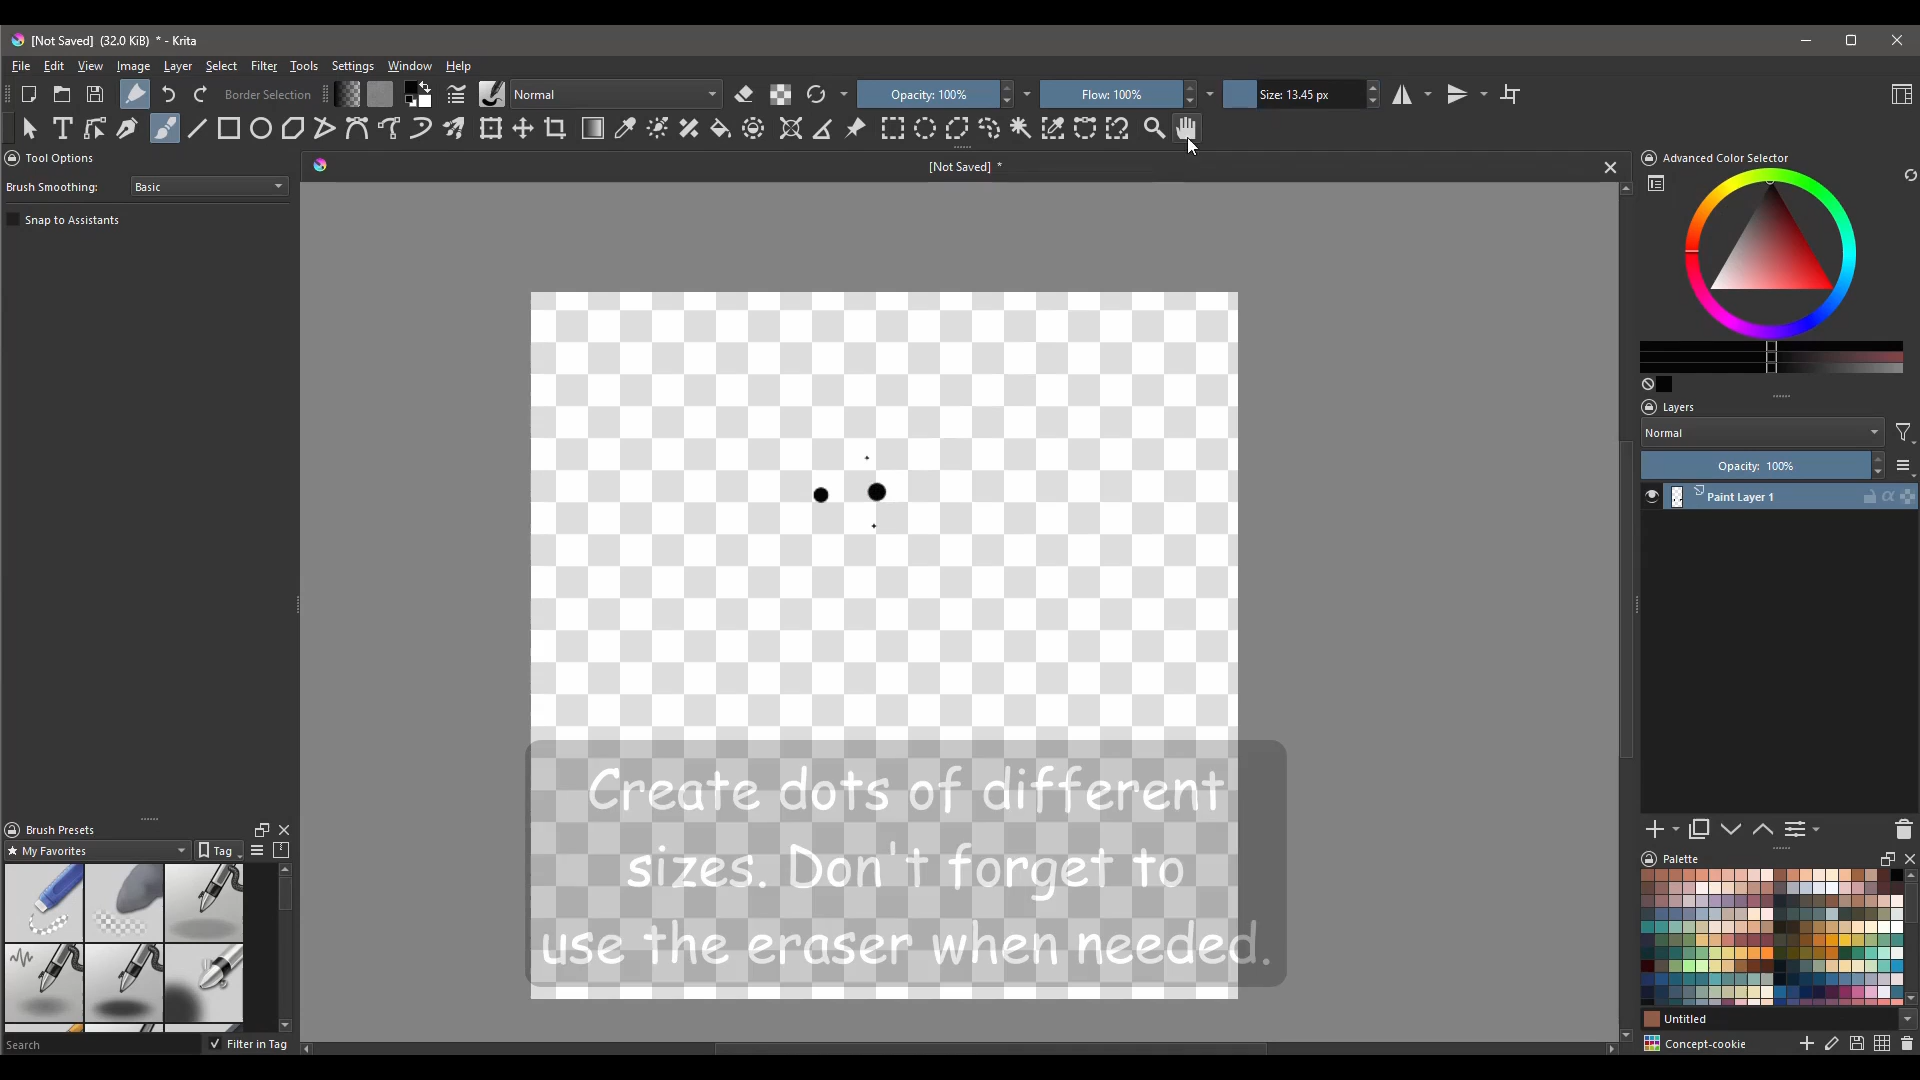 [Not Saved] (32.0 KiB) * - Krita
File Edit View Image Layer Select Filter Tools Settings Window Help
Border Selection Normal Opacity: 100% Flow: 100% Size: 13.45 px
Tool Options
[Not Saved] *
Advanced Color Selector
Brush Smoothing: Basic
Snap to Assistants
Layers
Normal
Opacity: 100%
Paint Layer 1
Create dots of different
sizes. Don't forget to
use the eraser when needed.
Brush Presets
My Favorites Tag
Search Filter in Tag
Palette
Untitled
Concept-cookie